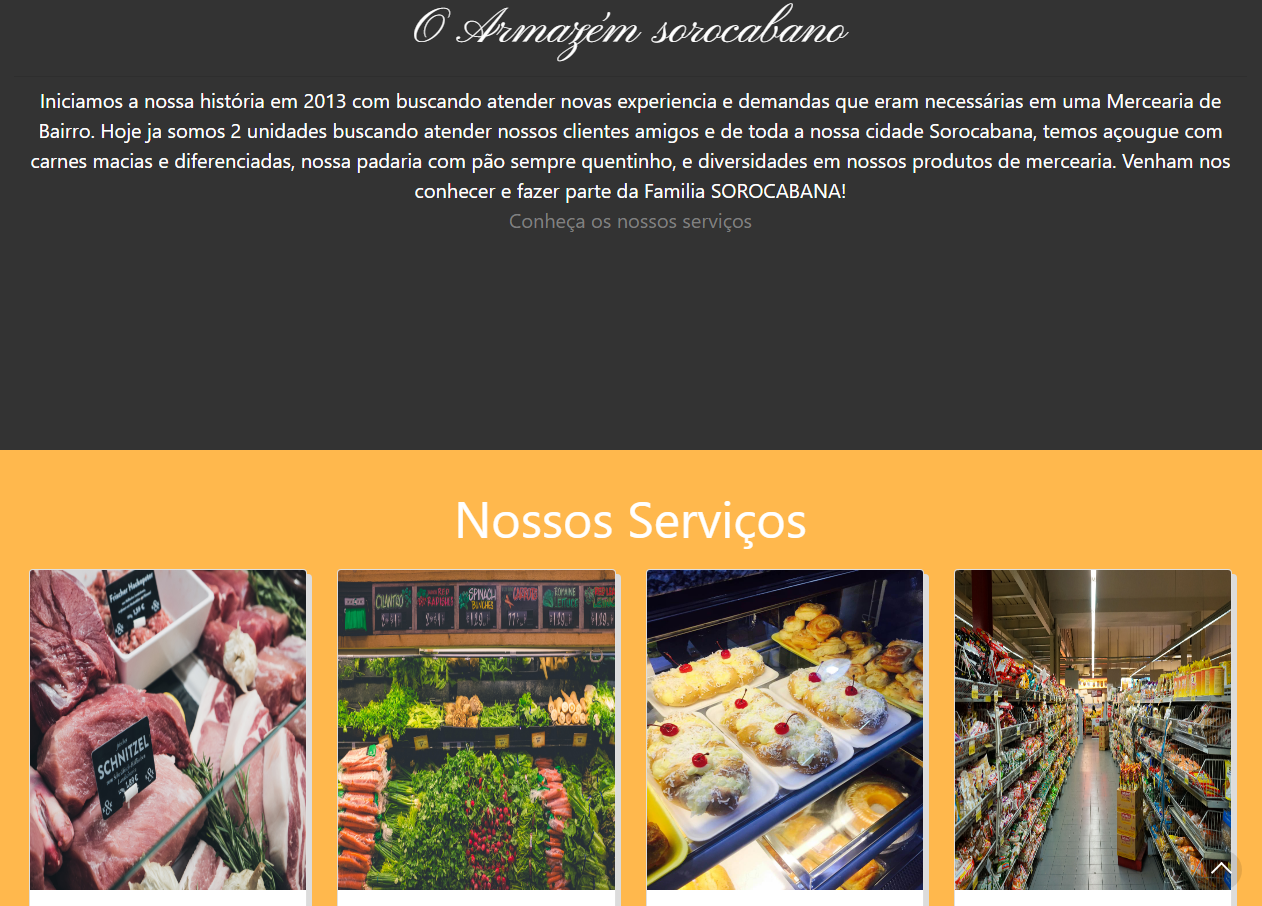 O Armazém sorocabano
Iniciamos a nossa história em 2013 com buscando atender novas experiencia e demandas que eram necessárias em uma Mercearia de
Bairro. Hoje ja somos 2 unidades buscando atender nossos clientes amigos e de toda a nossa cidade Sorocabana, temos açougue com
carnes macias e diferenciadas, nossa padaria com pão sempre quentinho, e diversidades em nossos produtos de mercearia. Venham nos
conhecer e fazer parte da Familia SOROCABANA!
Conheça os nossos serviços
Nossos Serviços
Frischer Hackepeter
SCHNITZEL
CILANTRO
RED RADISHES
SPINACH
BUNCHES
CARROTS
ROMAINE
LETTUCE